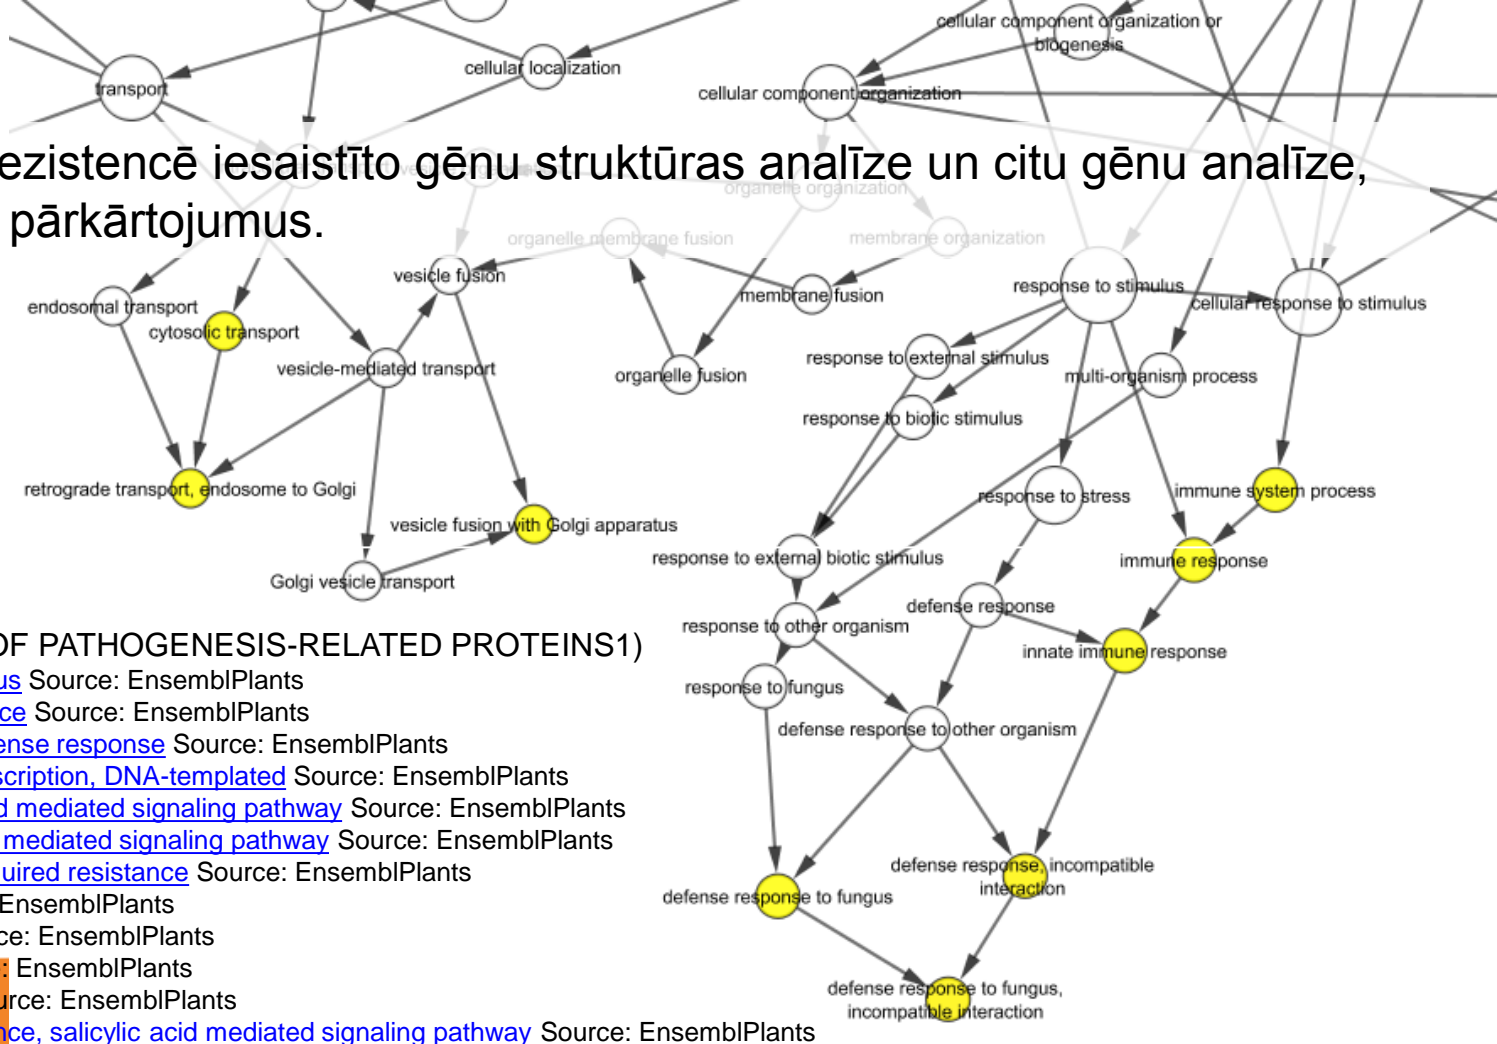 cellular component organization or
biogenesis
cellular localization
transport
cellular component organization
ezistencē iesaistīto gēnu struktūras analīze un citu gēnu analīze,
organelle organization
pārkārtojumus.
organelle membrane fusion
membrane organization
vesicle fusion
response to stimulus
endosomal transport
membrane fusion
cellular response to stimulus
cytosolic transport
vesicle-mediated transport
response to external stimulus
organelle fusion
multi-organism process
response to biotic stimulus
retrograde transport, endosome to Golgi
response to stress
immune system process
vesicle fusion with Golgi apparatus
response to external biotic stimulus
immune response
Golgi vesicle transport
defense response
response to other organism
OF PATHOGENESIS-RELATED PROTEINS1)
innate immune response
us Source: EnsemblPlants
response to fungus
ce Source: EnsemblPlants
defense response to other organism
ense response Source: EnsemblPlants
scription, DNA-templated Source: EnsemblPlants
d mediated signaling pathway Source: EnsemblPlants
mediated signaling pathway Source: EnsemblPlants
uired resistance Source: EnsemblPlants
defense response, incompatible
interaction
defense response to fungus
EnsemblPlants
ce: EnsemblPlants
: EnsemblPlants
urce: EnsemblPlants
defense response to fungus,
incompatible interaction
nce, salicylic acid mediated signaling pathway Source: EnsemblPlants